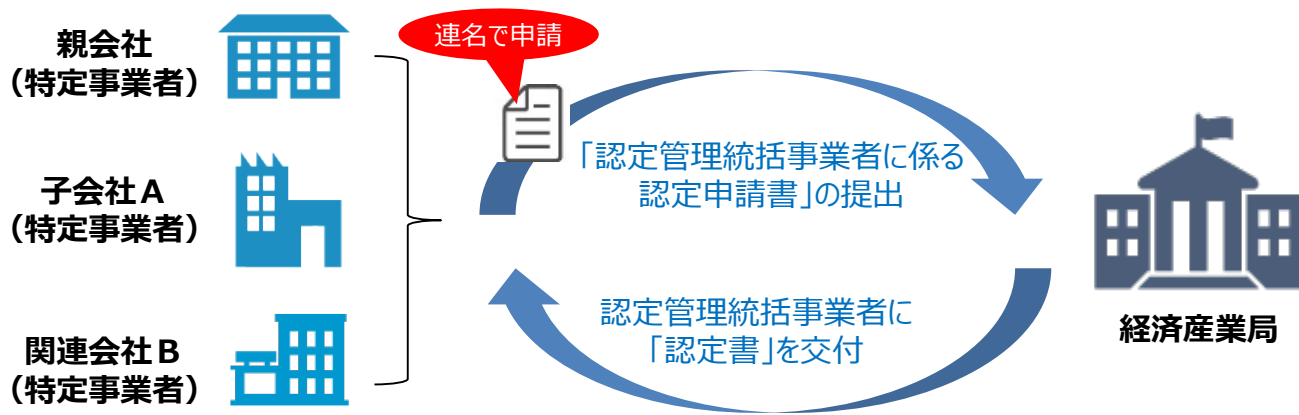 親会社
（特定事業者）
子会社Ａ
（特定事業者）
関連会社Ｂ
（特定事業者）
連名で申請
「認定管理統括事業者に係る
認定申請書」の提出
認定管理統括事業者に
「認定書」を交付
経済産業局